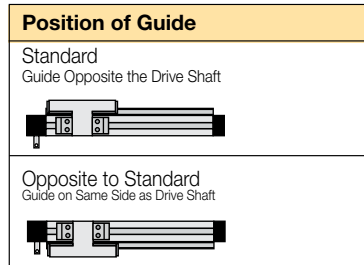 Position of Guide
Standard
Guide Opposite the Drive Shaft
Opposite to Standard
Guide on Same Side as Drive Shaft